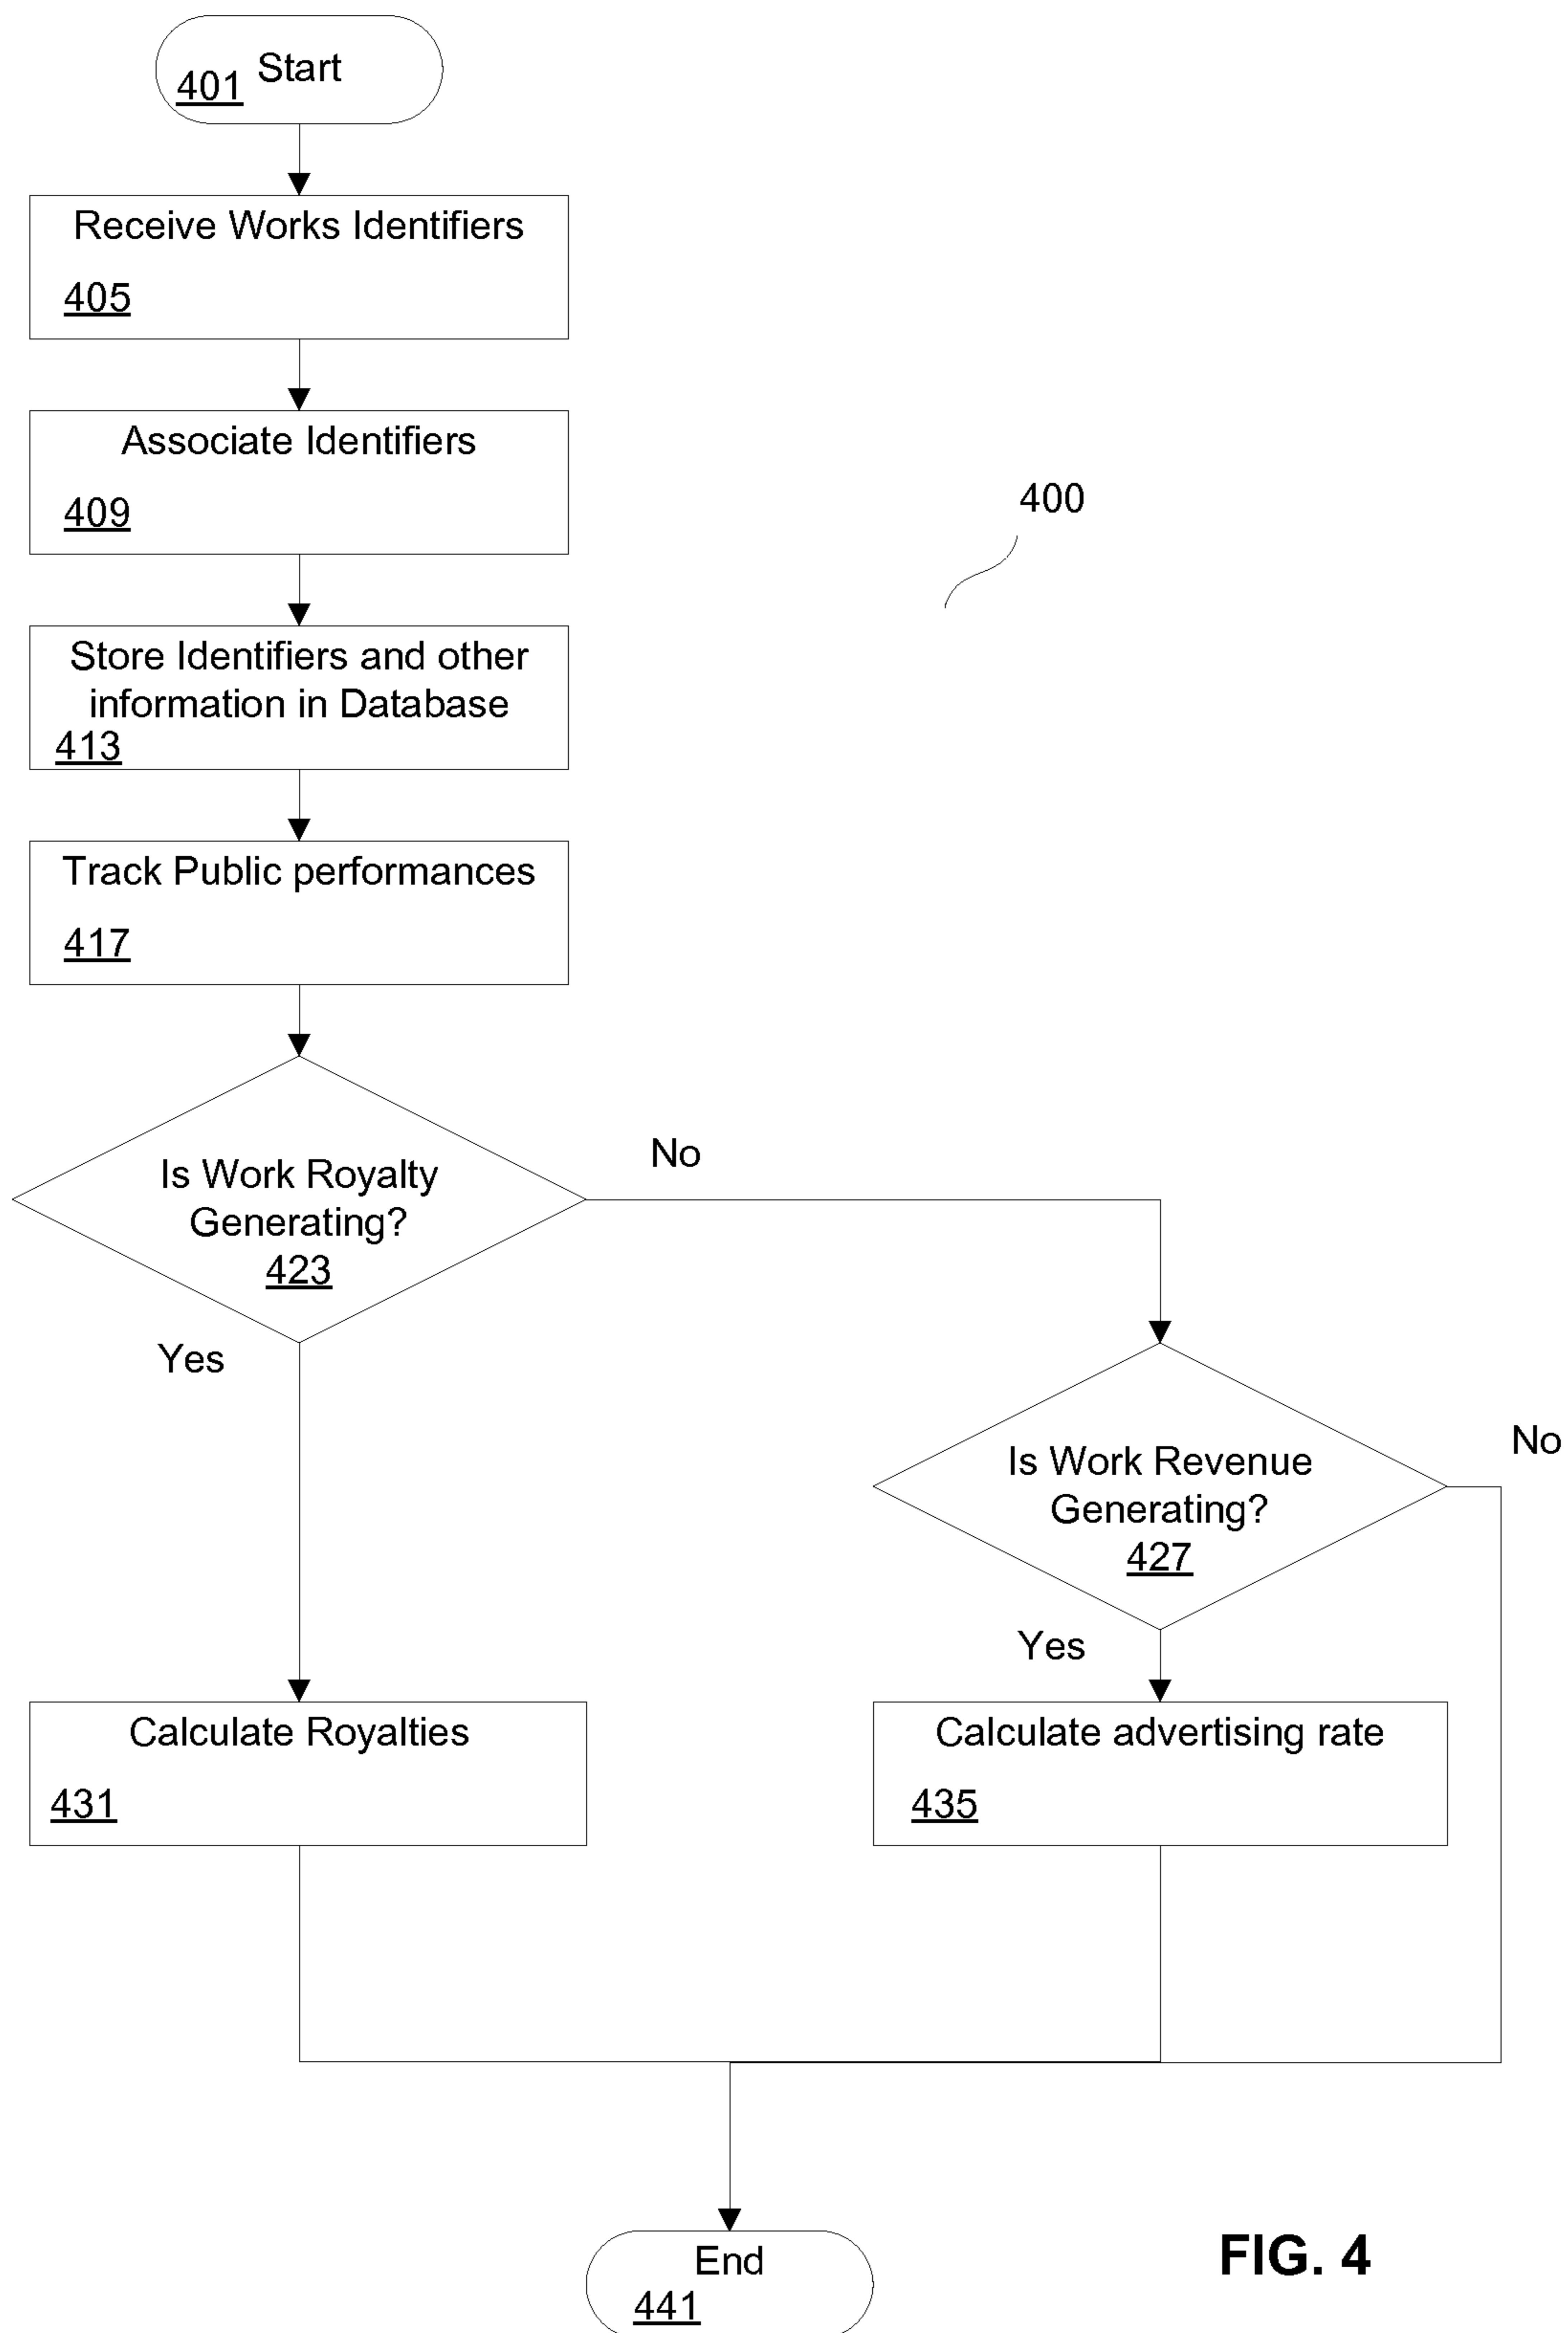 Start
401
Receive Works Identifiers
405
Associate Identifiers
409
400
Store Identifiers and other
information in Database
413
Track Public performances
417
No
Is Work Royalty
Generating?
423
Yes
No
Is Work Revenue
Generating?
427
Yes
Calculate Royalties
431
Calculate advertising rate
435
End
441
FIG. 4